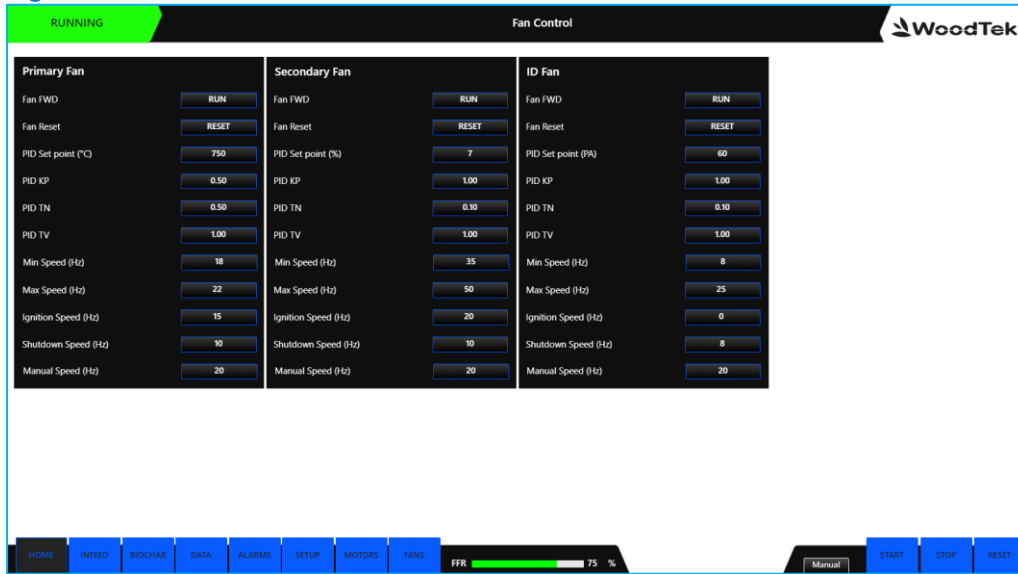 RUNNING
Fan Control
WoodTek
Primary Fan
Fan FWD RUN
Fan Reset RESET
PID Set point (°C) 750
PID KP 0.50
PID TN 0.50
PID TV 1.00
Min Speed (Hz) 18
Max Speed (Hz) 22
Ignition Speed (Hz) 15
Shutdown Speed (Hz) 10
Manual Speed (Hz) 20
Secondary Fan
Fan FWD RUN
Fan Reset RESET
PID Set point (%) 7
PID KP 1.00
PID TN 0.10
PID TV 1.00
Min Speed (Hz) 35
Max Speed (Hz) 50
Ignition Speed (Hz) 20
Shutdown Speed (Hz) 10
Manual Speed (Hz) 20
ID Fan
Fan FWD RUN
Fan Reset RESET
PID Set point (PA) 60
PID KP 1.00
PID TN 0.10
PID TV 1.00
Min Speed (Hz) 8
Max Speed (Hz) 25
Ignition Speed (Hz) 0
Shutdown Speed (Hz) 8
Manual Speed (Hz) 20
HOME INFEED BIOCHAR DATA ALARMS SETUP MOTORS FANS
FFR 75 %
Manual
START STOP RESET